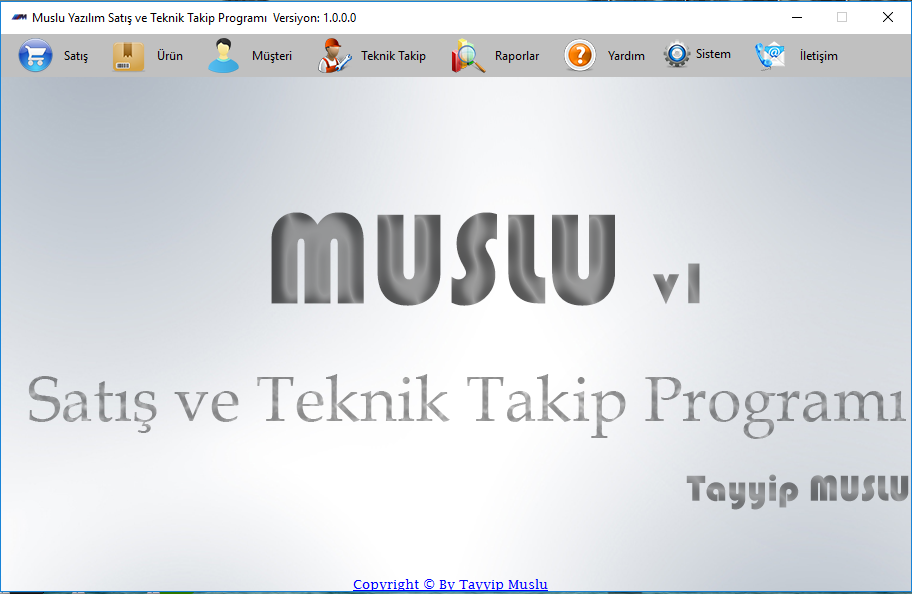 Muslu Yazılım Satış ve Teknik Takip Programı Versiyon: 1.0.0.0
Satış Ürün Müşteri Teknik Takip Raporlar Yardım Sistem İletişim
MUSLU v1
Satış ve Teknik Takip Programı
Tayyip MUSLU
Copyright © By Tayyip Muslu